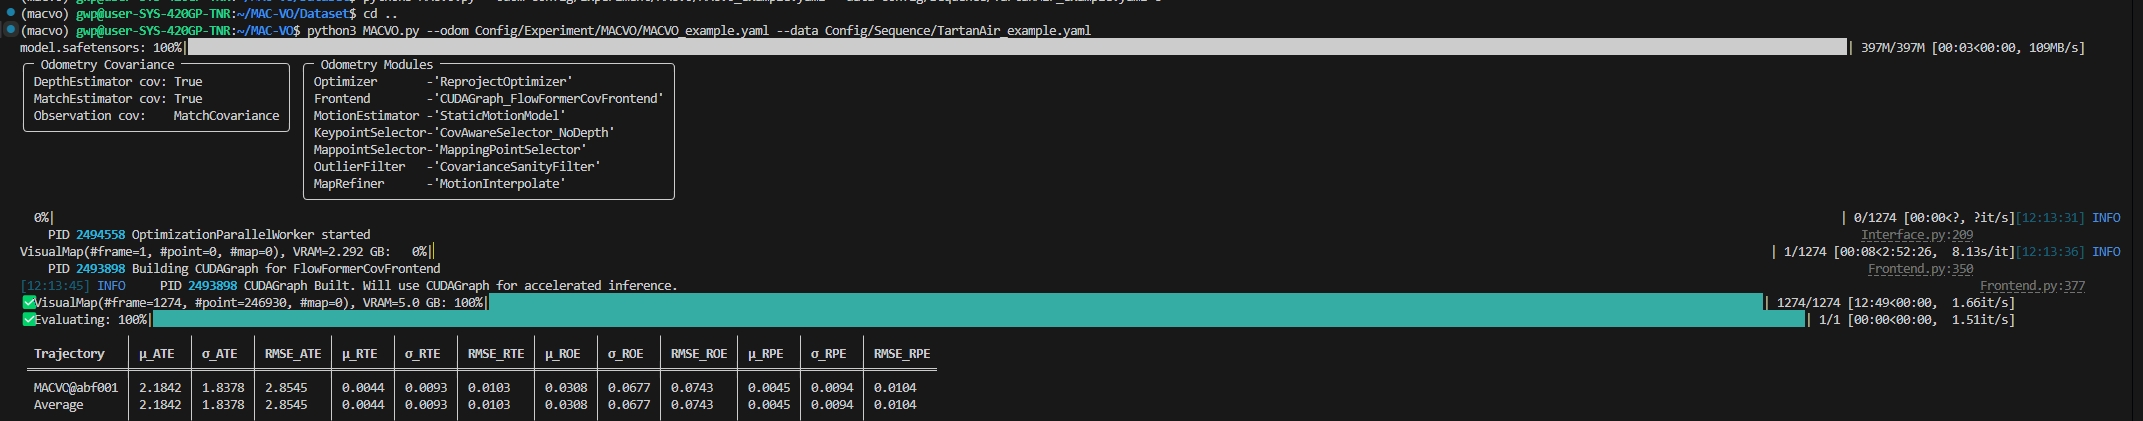 (macvo) gwp@user-SYS-420GP-TNR:~/MAC-VO/Dataset$ cd ..
(macvo) gwp@user-SYS-420GP-TNR:~/MAC-VO$ python3 MACVO.py --odom Config/Experiment/MACVO/MACVO_example.yaml --data Config/Sequence/TartanAir_example.yaml
model.safetensors: 100%| | 397M/397M [00:03<00:00, 109MB/s]
Odometry Covariance
DepthEstimator cov: True
MatchEstimator cov: True
Observation cov: MatchCovariance
Odometry Modules
Optimizer -'ReprojectOptimizer'
Frontend -'CUDAGraph_FlowFormerCovFrontend'
MotionEstimator -'StaticMotionModel'
KeypointSelector-'CovAwareSelector_NoDepth'
MappointSelector-'MappingPointSelector'
OutlierFilter -'CovarianceSanityFilter'
MapRefiner -'MotionInterpolate'
0%| | 0/1274 [00:00<?, ?it/s][12:13:31] INFO
PID 2494558 OptimizationParallelWorker started Interface.py:209
VisualMap(#frame=1, #point=0, #map=0), VRAM=2.292 GB: 0%| | 1/1274 [00:08<2:52:26, 8.13s/it][12:13:36] INFO
PID 2493898 Building CUDAGraph for FlowFormerCovFrontend Frontend.py:350
[12:13:45] INFO PID 2493898 CUDAGraph Built. Will use CUDAGraph for accelerated inference. Frontend.py:377
✅VisualMap(#frame=1274, #point=246930, #map=0), VRAM=5.0 GB: 100%| | 1274/1274 [12:49<00:00, 1.66it/s]
✅Evaluating: 100%| | 1/1 [00:00<00:00, 1.51it/s]
Trajectory | μ_ATE | σ_ATE | RMSE_ATE | μ_RTE | σ_RTE | RMSE_RTE | μ_ROE | σ_ROE | RMSE_ROE | μ_RPE | σ_RPE | RMSE_RPE
MACVO@abf001 | 2.1842 | 1.8378 | 2.8545 | 0.0044 | 0.0093 | 0.0103 | 0.0308 | 0.0677 | 0.0743 | 0.0045 | 0.0094 | 0.0104
Average | 2.1842 | 1.8378 | 2.8545 | 0.0044 | 0.0093 | 0.0103 | 0.0308 | 0.0677 | 0.0743 | 0.0045 | 0.0094 | 0.0104